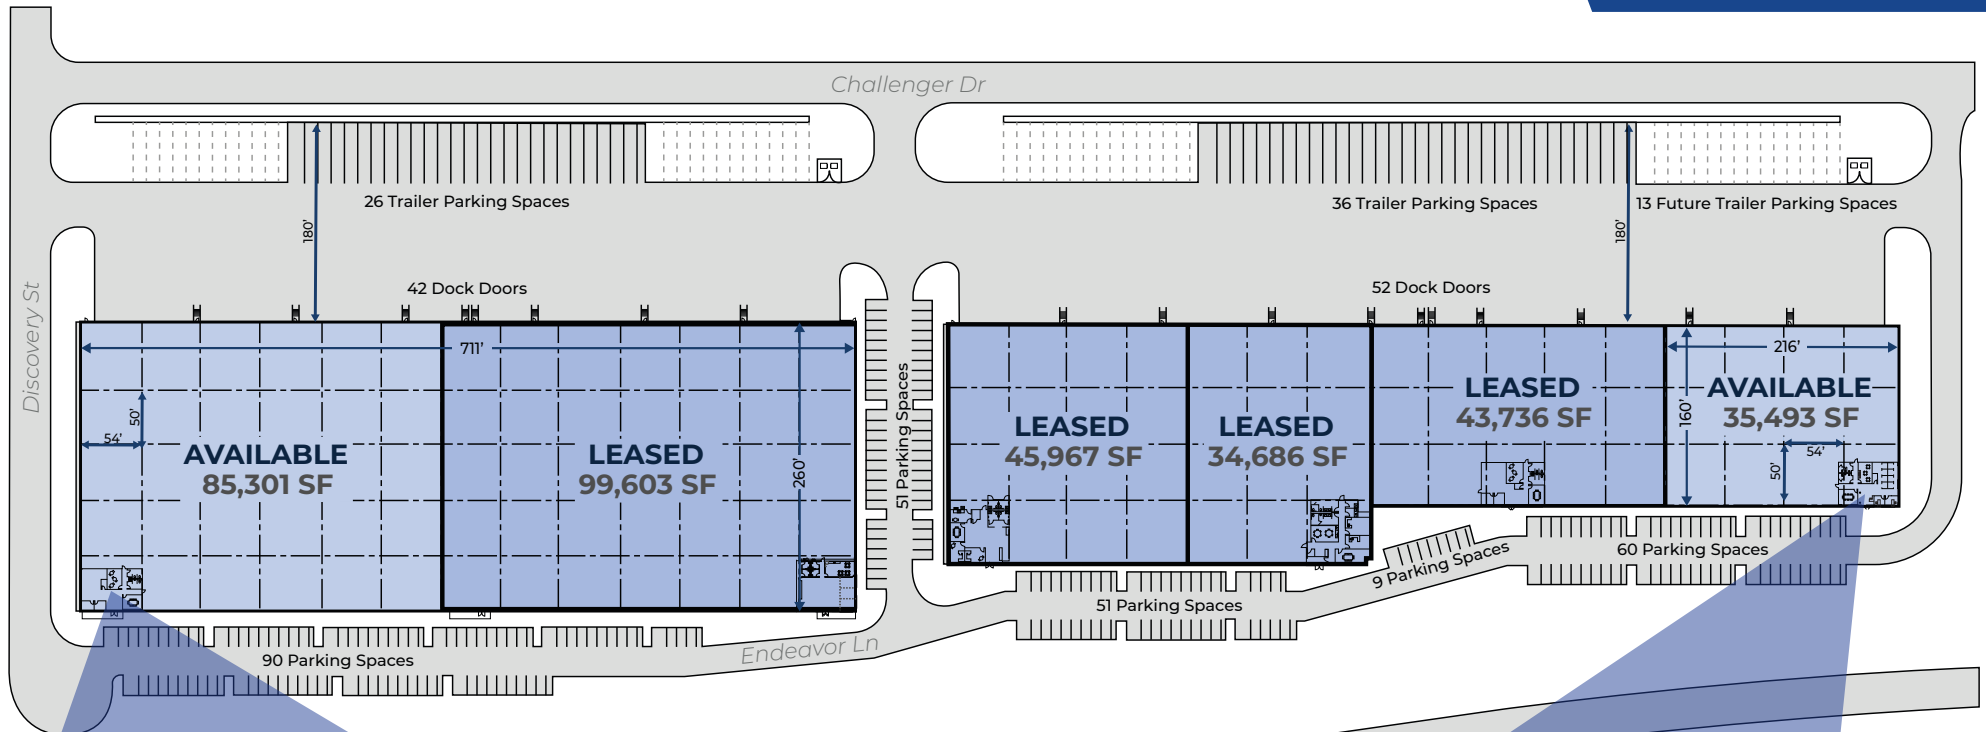 Challenger Dr
26 Trailer Parking Spaces
36 Trailer Parking Spaces
13 Future Trailer Parking Spaces
180’
180’
42 Dock Doors
52 Dock Doors
Discovery St
711’
216’
50’
54’
AVAILABLE
85,301 SF
LEASED
99,603 SF
260’
51 Parking Spaces
LEASED
45,967 SF
LEASED
34,686 SF
LEASED
43,736 SF
160’
AVAILABLE
35,493 SF
54’
50’
90 Parking Spaces
Endeavor Ln
51 Parking Spaces
9 Parking Spaces
60 Parking Spaces